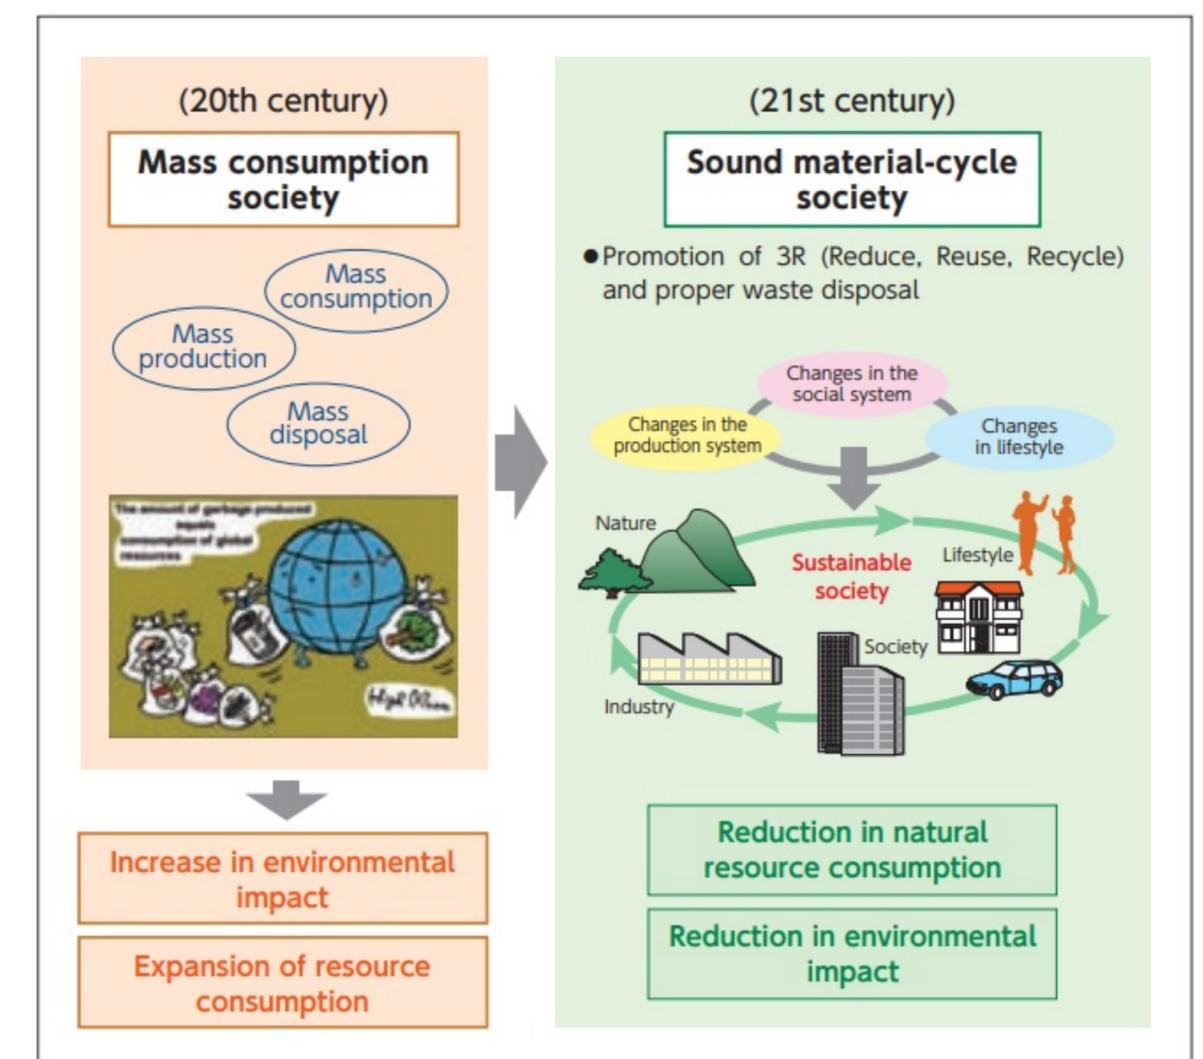 (20th century)
Mass consumption
society
Mass
consumption
Mass
production
Mass
disposal
The amount of garbage produced
equals
consumption of global
resources
Increase in environmental
impact
Expansion of resource
consumption
(21st century)
Sound material-cycle
society
●Promotion of 3R (Reduce, Reuse, Recycle)
and proper waste disposal
Changes in the
social system
Changes in the
production system
Changes
in lifestyle
Nature
Sustainable
society
Lifestyle
Society
Industry
Reduction in natural
resource consumption
Reduction in environmental
impact